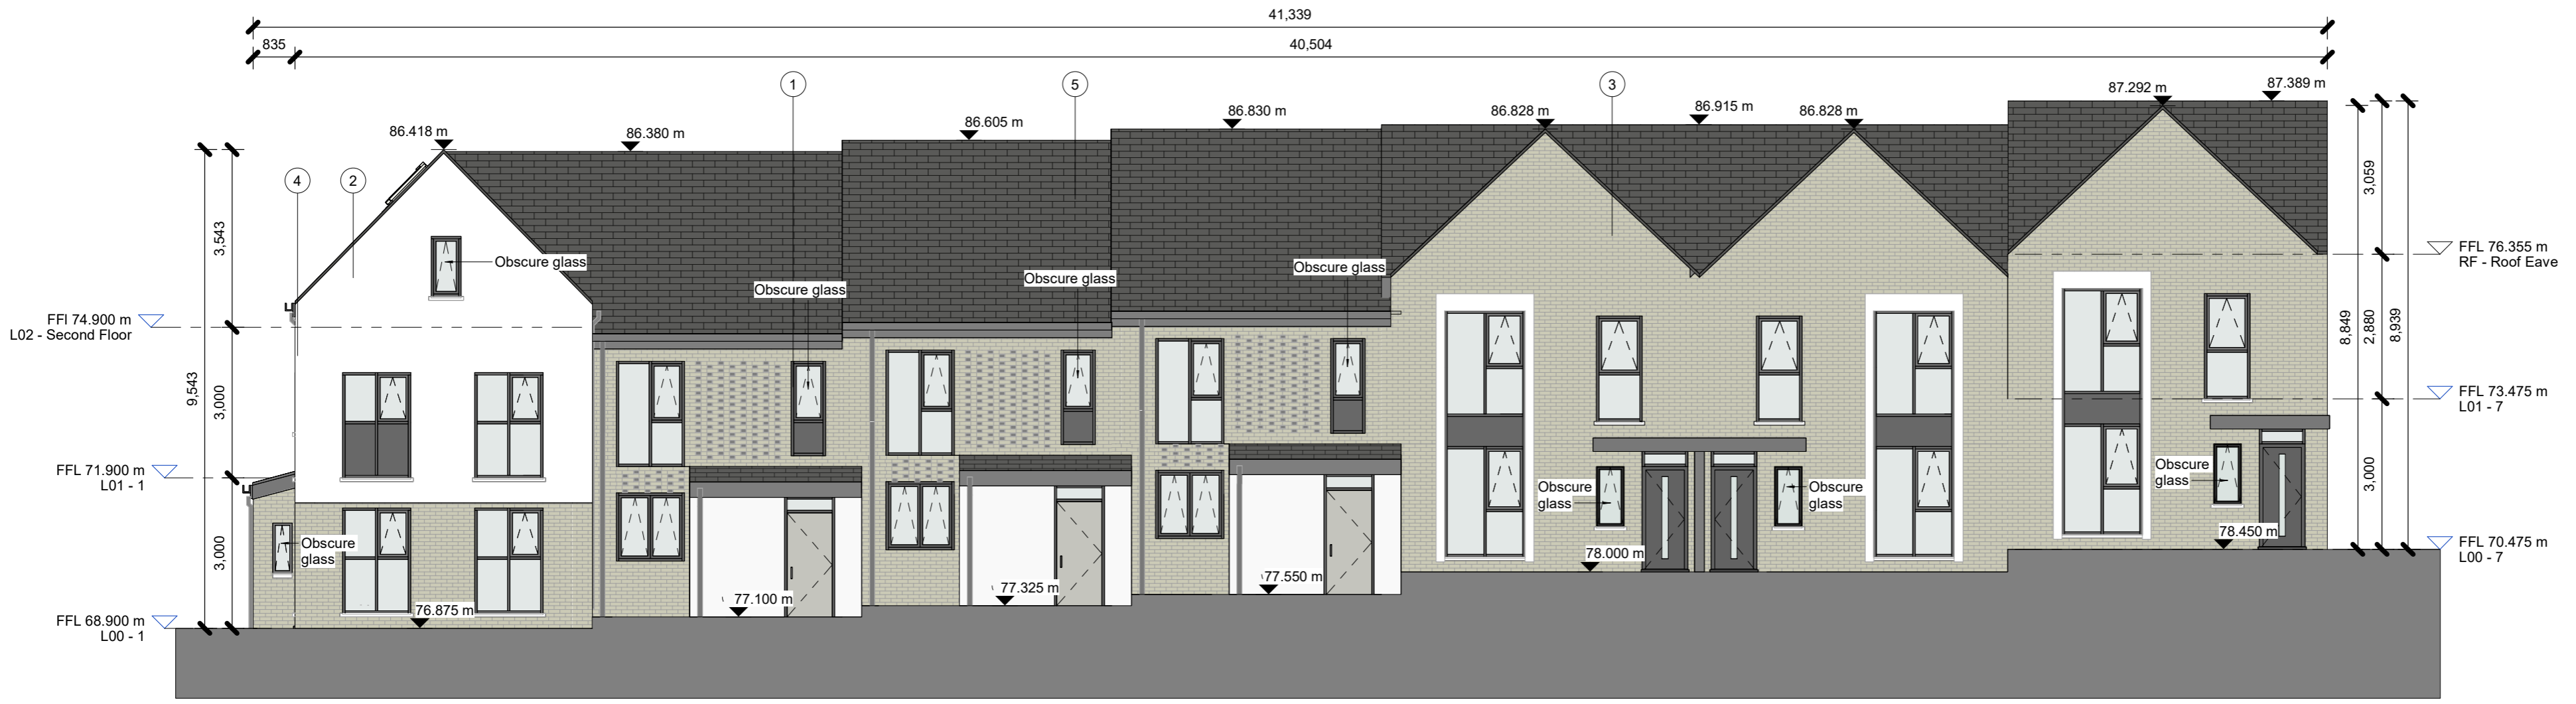 41,339
835
40,504
1
5
3
87.292 m
87.389 m
86.418 m
86.380 m
86.605 m
86.830 m
86.828 m
86.915 m
86.828 m
4
2
3,543
3,059
Obscure glass
Obscure glass
Obscure glass
Obscure glass
FFL 76.355 m
RF - Roof Eave
FFl 74.900 m
L02 - Second Floor
9,543
3,000
8,849
2,880
8,939
FFL 73.475 m
L01 - 7
FFL 71.900 m
L01 - 1
Obscure
glass
Obscure
glass
Obscure
glass
3,000
Obscure
glass
3,000
78.450 m
FFL 70.475 m
L00 - 7
78.000 m
77.550 m
77.325 m
77.100 m
76.875 m
FFL 68.900 m
L00 - 1